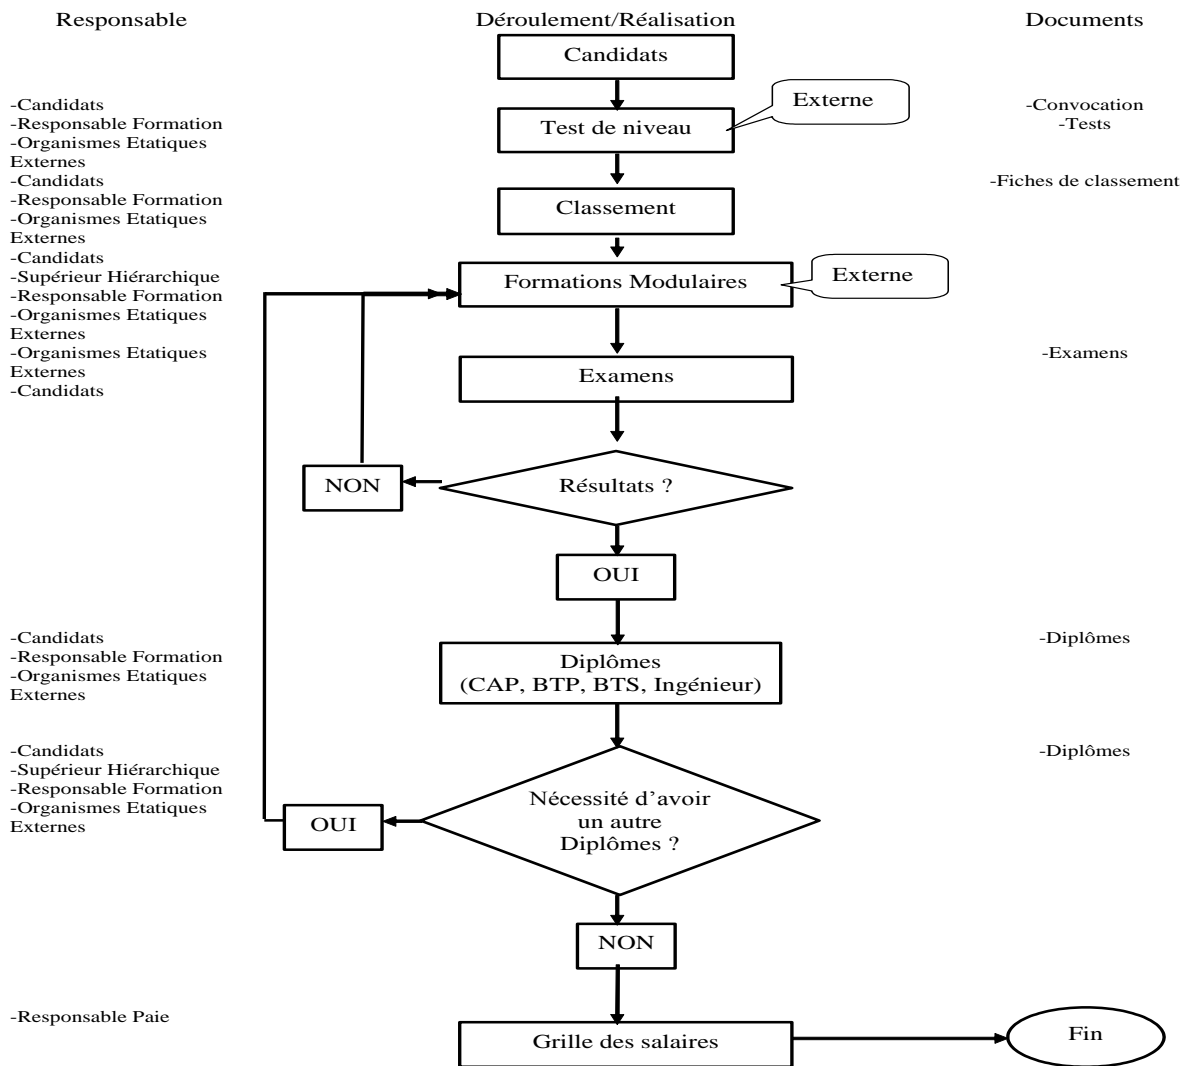 Responsable
Déroulement/Réalisation
Documents
Candidats
-Candidats
-Responsable Formation
-Organismes Etatiques
Externes
Test de niveau
Externe
-Convocation
-Tests
-Candidats
-Responsable Formation
-Organismes Etatiques
Externes
Classement
-Fiches de classement
-Candidats
-Supérieur Hiérarchique
-Responsable Formation
-Organismes Etatiques
Externes
Formations Modulaires
Externe
-Organismes Etatiques
Externes
-Candidats
Examens
-Examens
NON
Résultats ?
OUI
-Candidats
-Responsable Formation
-Organismes Etatiques
Externes
Diplômes
(CAP, BTP, BTS, Ingénieur)
-Diplômes
-Candidats
-Supérieur Hiérarchique
-Responsable Formation
-Organismes Etatiques
Externes
OUI
Nécessité d’avoir
un autre
Diplômes ?
-Diplômes
NON
-Responsable Paie
Grille des salaires
Fin